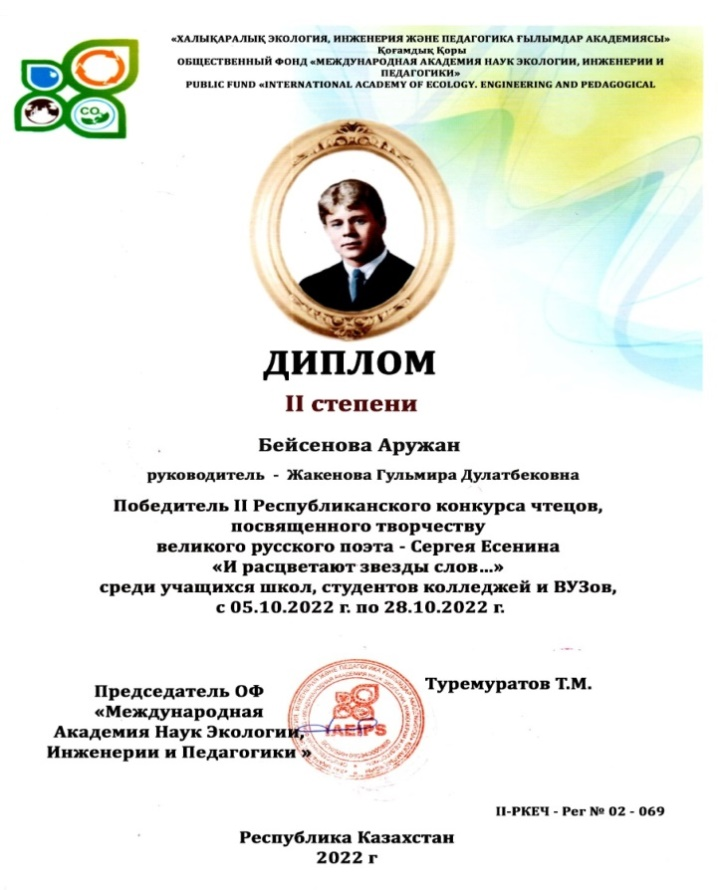 «ХАЛЫҚАРАЛЫҚ ЭКОЛОГИЯ, ИНЖЕНЕРИЯ ЖӘНЕ ПЕДАГОГИКА ҒЫЛЫМДАР АКАДЕМИЯСЫ»
Қоғамдық Қоры
ОБЩЕСТВЕННЫЙ ФОНД «МЕЖДУНАРОДНАЯ АКАДЕМИЯ НАУК ЭКОЛОГИИ, ИНЖЕНЕРИИ И
ПЕДАГОГИКИ»
PUBLIC FUND «INTERNATIONAL ACADEMY OF ECOLOGY. ENGINEERING AND PEDAGOGICAL
CO₂
ДИПЛОМ
II степени
Бейсенова Аружан
руководитель - Жакенова Гульмира Дулатбековна
Победитель II Республиканского конкурса чтецов,
посвященного творчеству
великого русского поэта - Сергея Есенина
«И расцветают звезды слов...»
среди учащихся школ, студентов колледжей и ВУЗов,
с 05.10.2022 г. по 28.10.2022 г.
Председатель ОФ
«Международная
Академия Наук Экологии,
Инженерии и Педагогики »
IAEIPS
Туремуратов Т.М.
II-РКЕЧ - Рег № 02 - 069
Республика Казахстан
2022 г